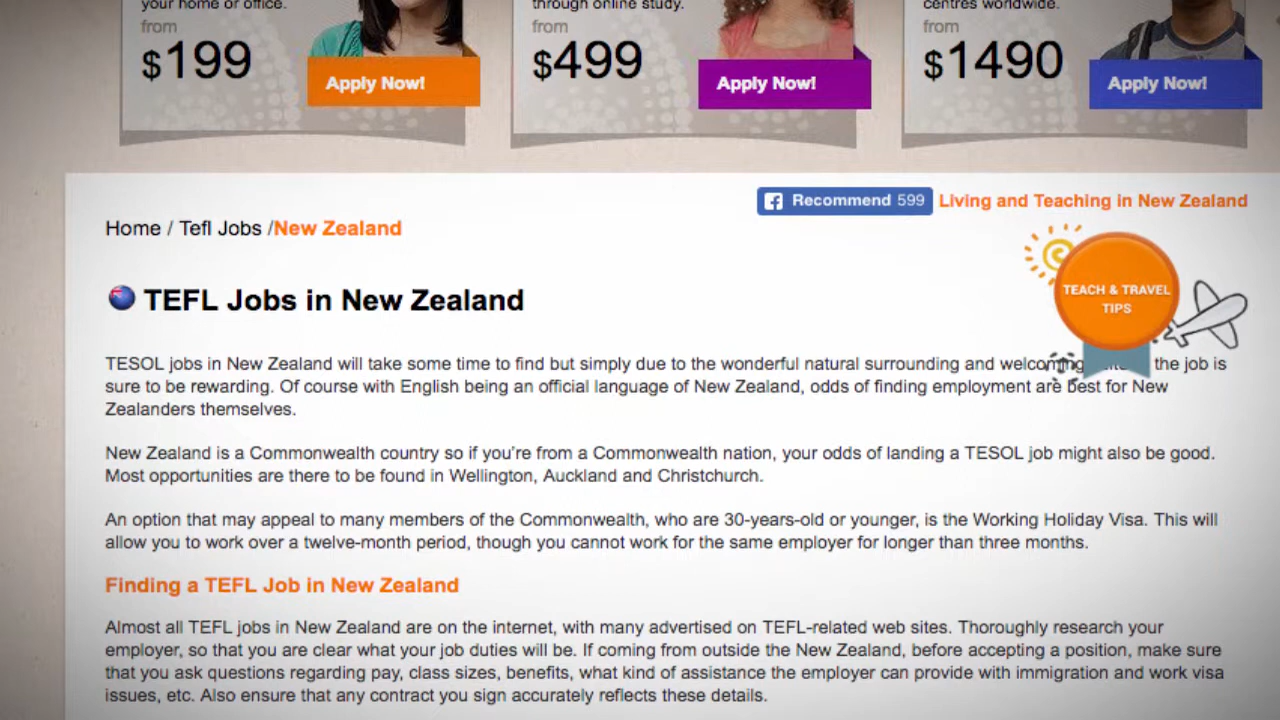 your home or office.
through online study.
centres worldwide.
from
from
from
$199
$499
$1490
Apply Now!
Apply Now!
Apply Now!
Recommend 599
Living and Teaching in New Zealand
Home / Tefl Jobs /New Zealand
TEACH & TRAVEL
TIPS
TEFL Jobs in New Zealand
TESOL jobs in New Zealand will take some time to find but simply due to the wonderful natural surrounding and the job is
sure to be rewarding. Of course with English being an official language of New Zealand, odds of finding employment are best for New
Zealanders themselves.
New Zealand is a Commonwealth country so if you're from a Commonwealth nation, your odds of landing a TESOL job might also be good.
Most opportunities are there to be found in Wellington, Auckland and Christchurch.
An option that may appeal to many members of the Commonwealth, who are 30-years-old or younger, is the Working Holiday Visa. This will
allow you to work over a twelve-month period, though you cannot work for the same employer for longer than three months.
Finding a TEFL Job in New Zealand
Almost all TEFL jobs in New Zealand are on the internet, with many advertised on TEFL-related web sites. Thoroughly research your
employer, so that you are clear what your job duties will be. If coming from outside the New Zealand, before accepting a position, make sure
that you ask questions regarding pay, class sizes, benefits, what kind of assistance the employer can provide with immigration and work visa
issues, etc. Also ensure that any contract you sign accurately reflects these details.